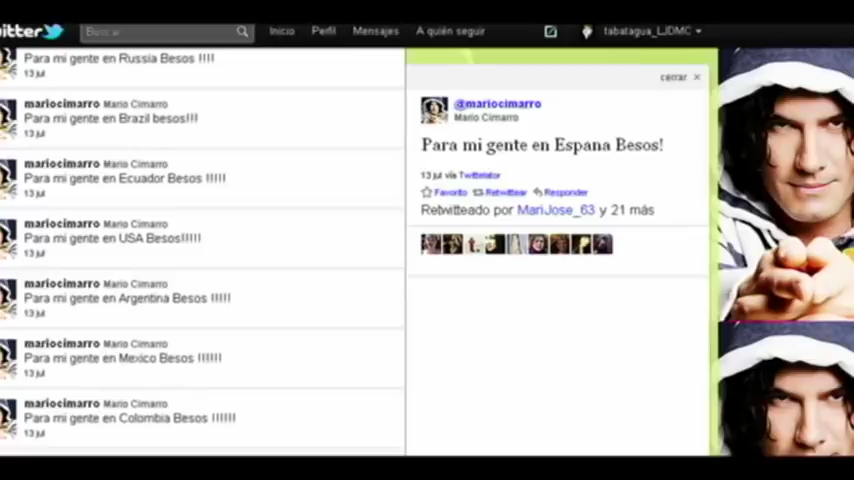 itter
Buscar
Inicio Perfil Mensajes A quién seguir
tabatagua_LJDMC
Para mi gente en Russia Besos !!!!
13 jul
mariocimarro Mario Cimarro
Para mi gente en Brazil besos!!!
13 jul
mariocimarro Mario Cimarro
Para mi gente en Ecuador Besos !!!!!
13 jul
mariocimarro Mario Cimarro
Para mi gente en USA Besos!!!!!
13 jul
mariocimarro Mario Cimarro
Para mi gente en Argentina Besos !!!!!
13 jul
mariocimarro Mario Cimarro
Para mi gente en Mexico Besos !!!!!!
13 jul
mariocimarro Mario Cimarro
Para mi gente en Colombia Besos !!!!!!
13 jul
cerrar ×
@mariocimarro
Mario Cimarro
Para mi gente en Espana Besos!
13 jul vía Twittelator
Favorito Retwittear Responder
Retwitteado por MariJose_63 y 21 más